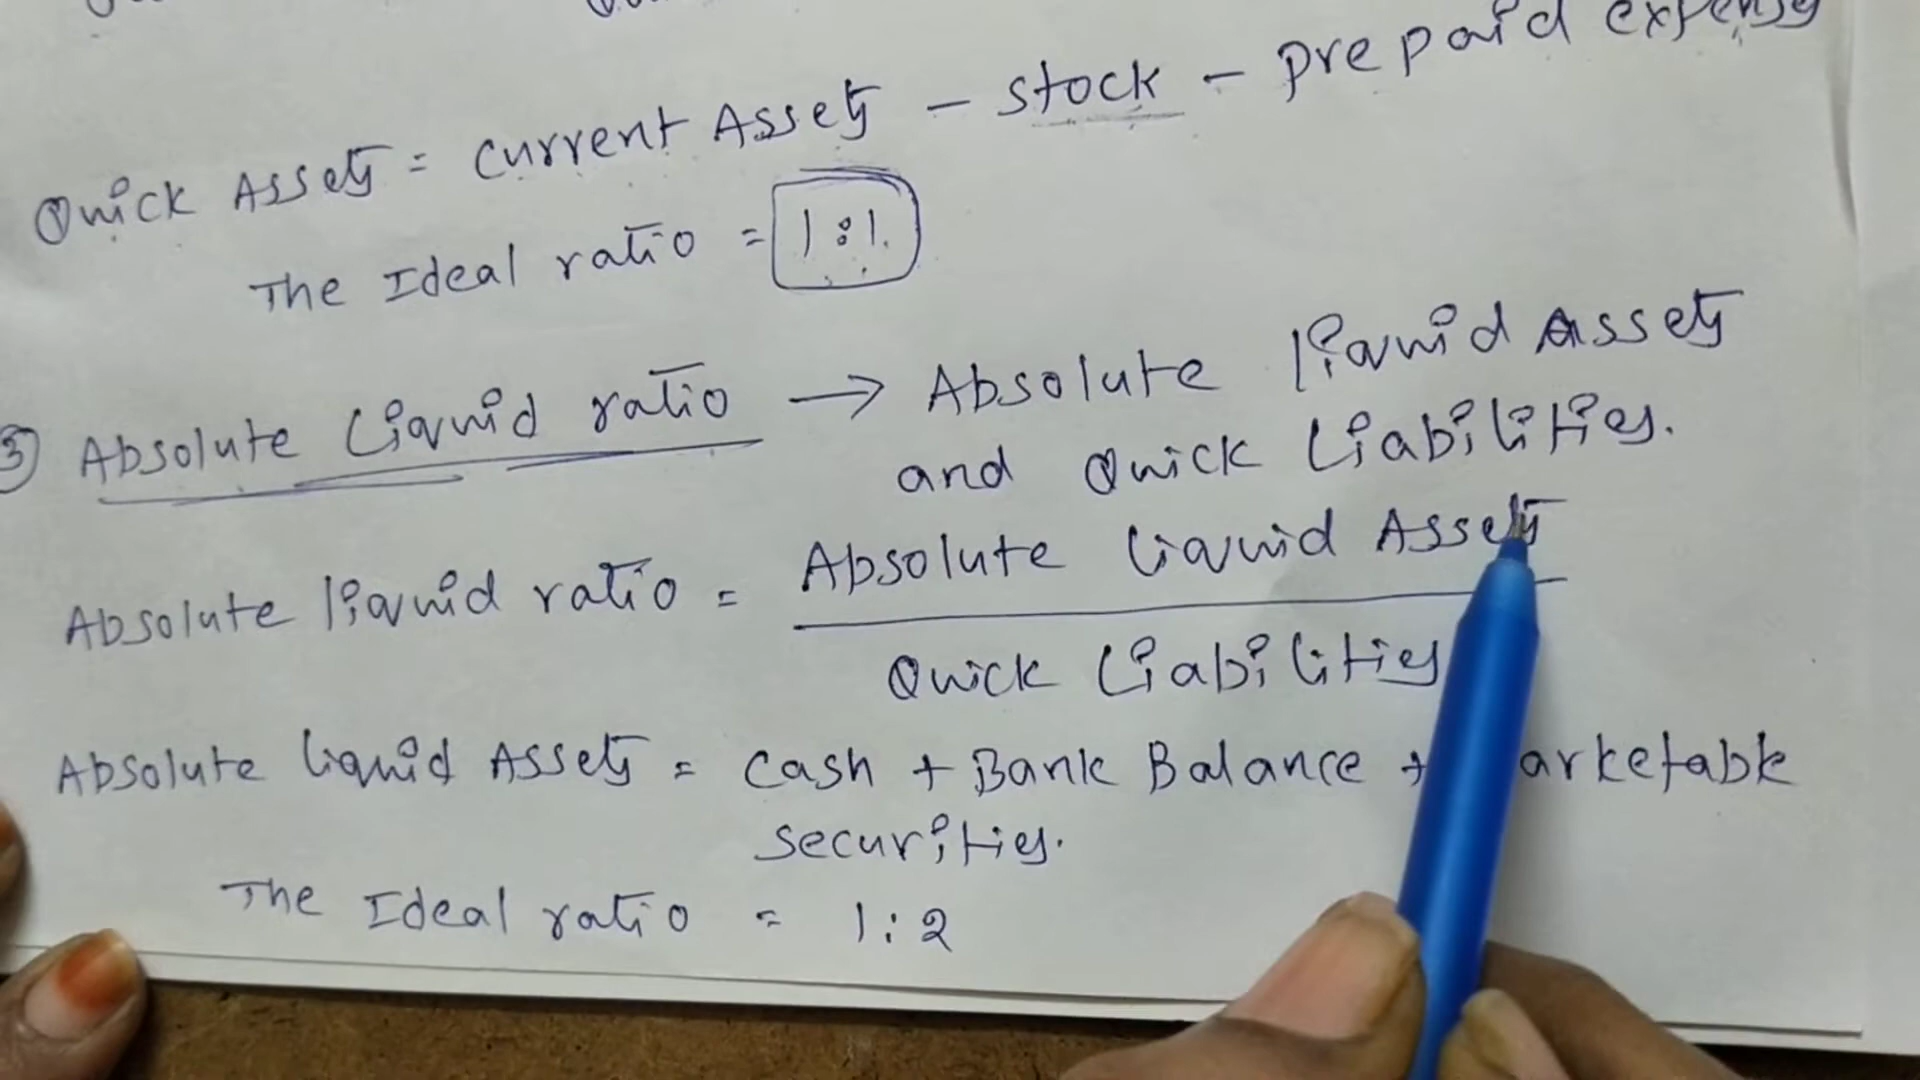 Quick Assets = Current Assets - stock - prepaid expenses
The Ideal ratio = 1:1.
3 Absolute Liquid ratio → Absolute liquid Assets
and Quick Liabilities.
Absolute liquid ratio = Absolute Liquid Assets
Quick Liabilities
Absolute liquid Assets = Cash + Bank Balance + arketable
securities.
The Ideal ratio = 1:2